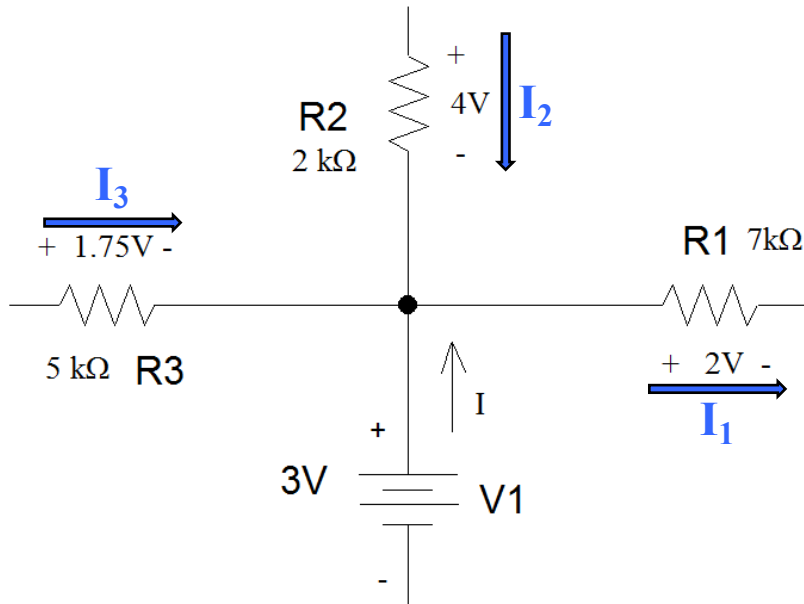 +
R2 4V I₂
2 kΩ -
I₃
+ 1.75V - R1 7kΩ
5 kΩ R3 + 2V -
I I₁
+
3V V1
-